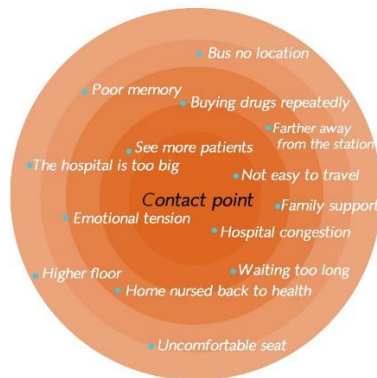 Bus no location
Poor memory
Buying drugs repeatedly
Farther away
from the station
See more patients
The hospital is too big
Not easy to travel
Contact point
Family support
Emotional tension
Hospital congestion
Waiting too long
Higher floor
Home nursed back to health
Uncomfortable seat